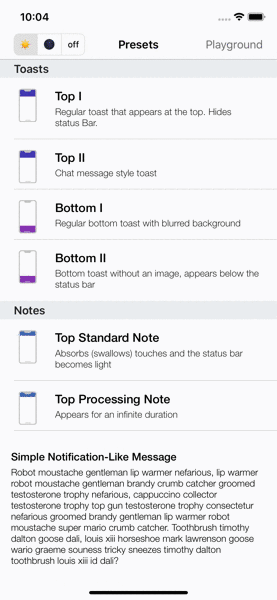 10:04
off
Presets
Playground
Toasts
Top I
Regular toast that appears at the top. Hides
status Bar.
Top II
Chat message style toast
Bottom I
Regular bottom toast with blurred background
Bottom II
Bottom toast without an image, appears below the
status bar
Notes
Top Standard Note
Absorbs (swallows) touches and the status bar
becomes light
Top Processing Note
Appears for an infinite duration
Simple Notification-Like Message
Robot moustache gentleman lip warmer nefarious, lip warmer
robot moustache gentleman brandy crumb catcher groomed
testosterone trophy nefarious, cappuccino collector
testosterone trophy top gun testosterone trophy consectetur
nefarious groomed brandy gentleman lip warmer robot
moustache super mario crumb catcher. Toothbrush timothy
dalton goose dali, louis xiii horseshoe mark lawrenson goose
wario graeme souness tricky sneezes timothy dalton
toothbrush louis xiii id dali?